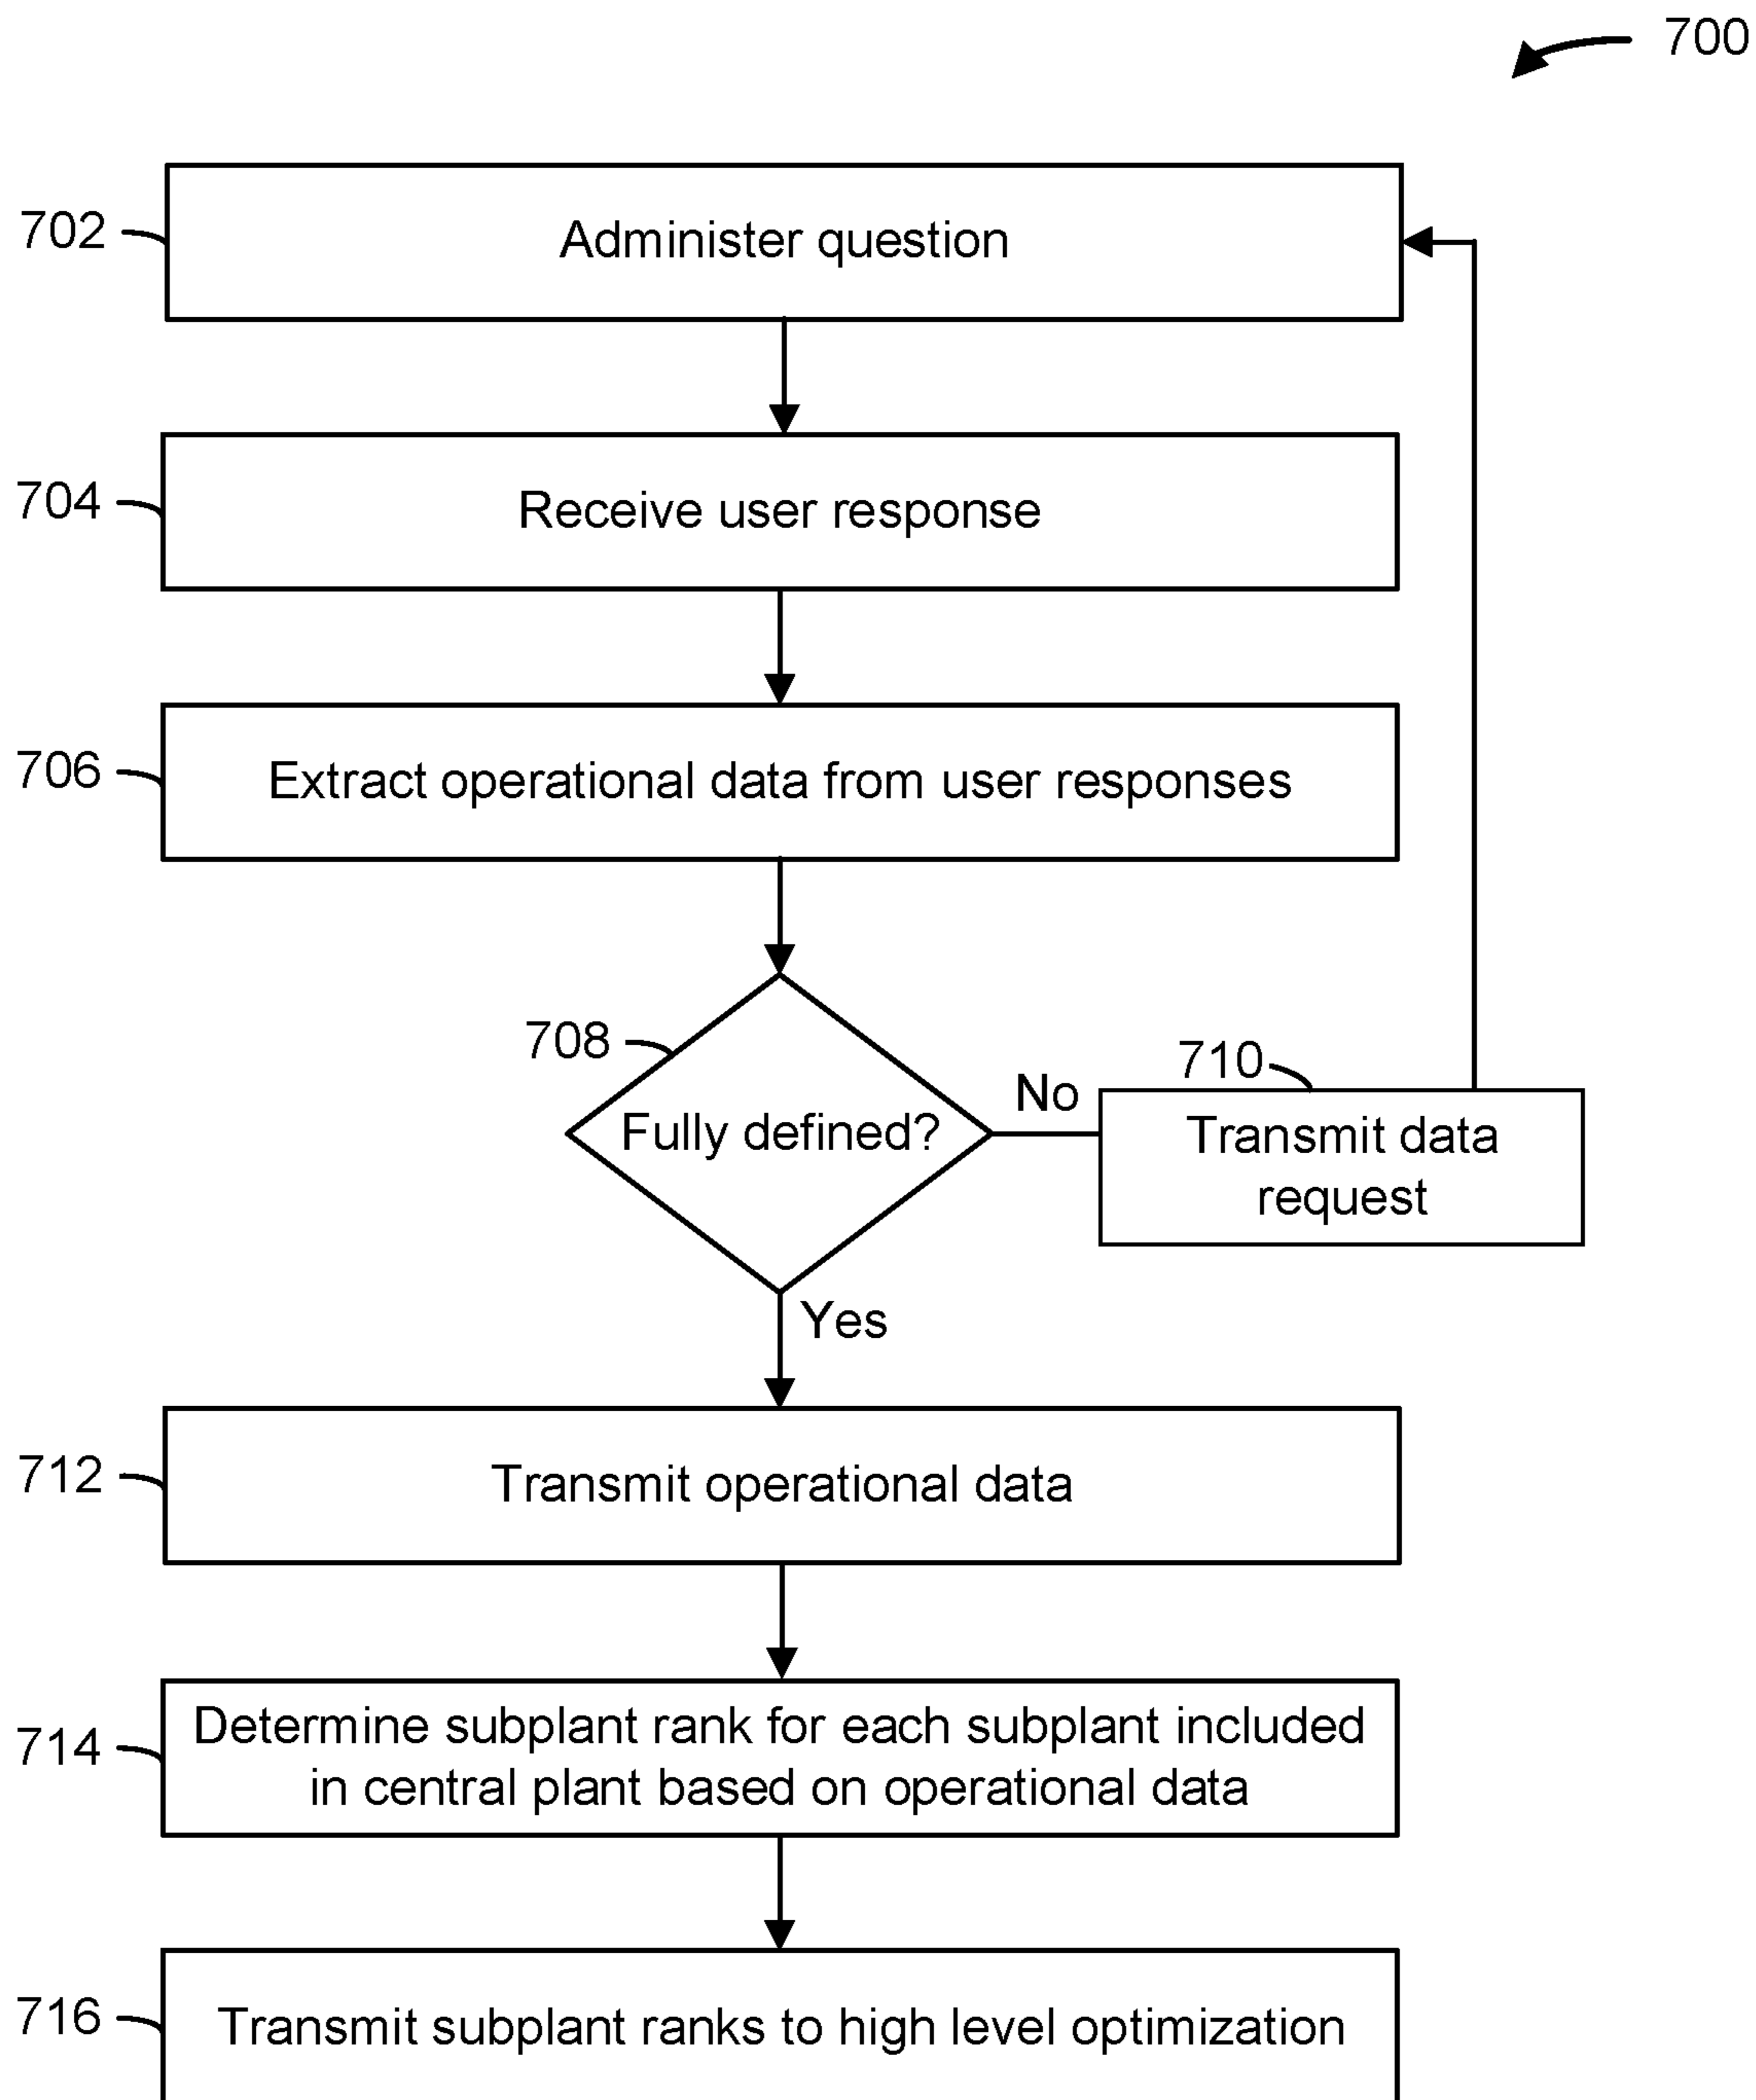 700
702
Administer question
704
Receive user response
706
Extract operational data from user responses
708
Fully defined?
No
710
Transmit data
request
Yes
712
Transmit operational data
714
Determine subplant rank for each subplant included
in central plant based on operational data
716
Transmit subplant ranks to high level optimization